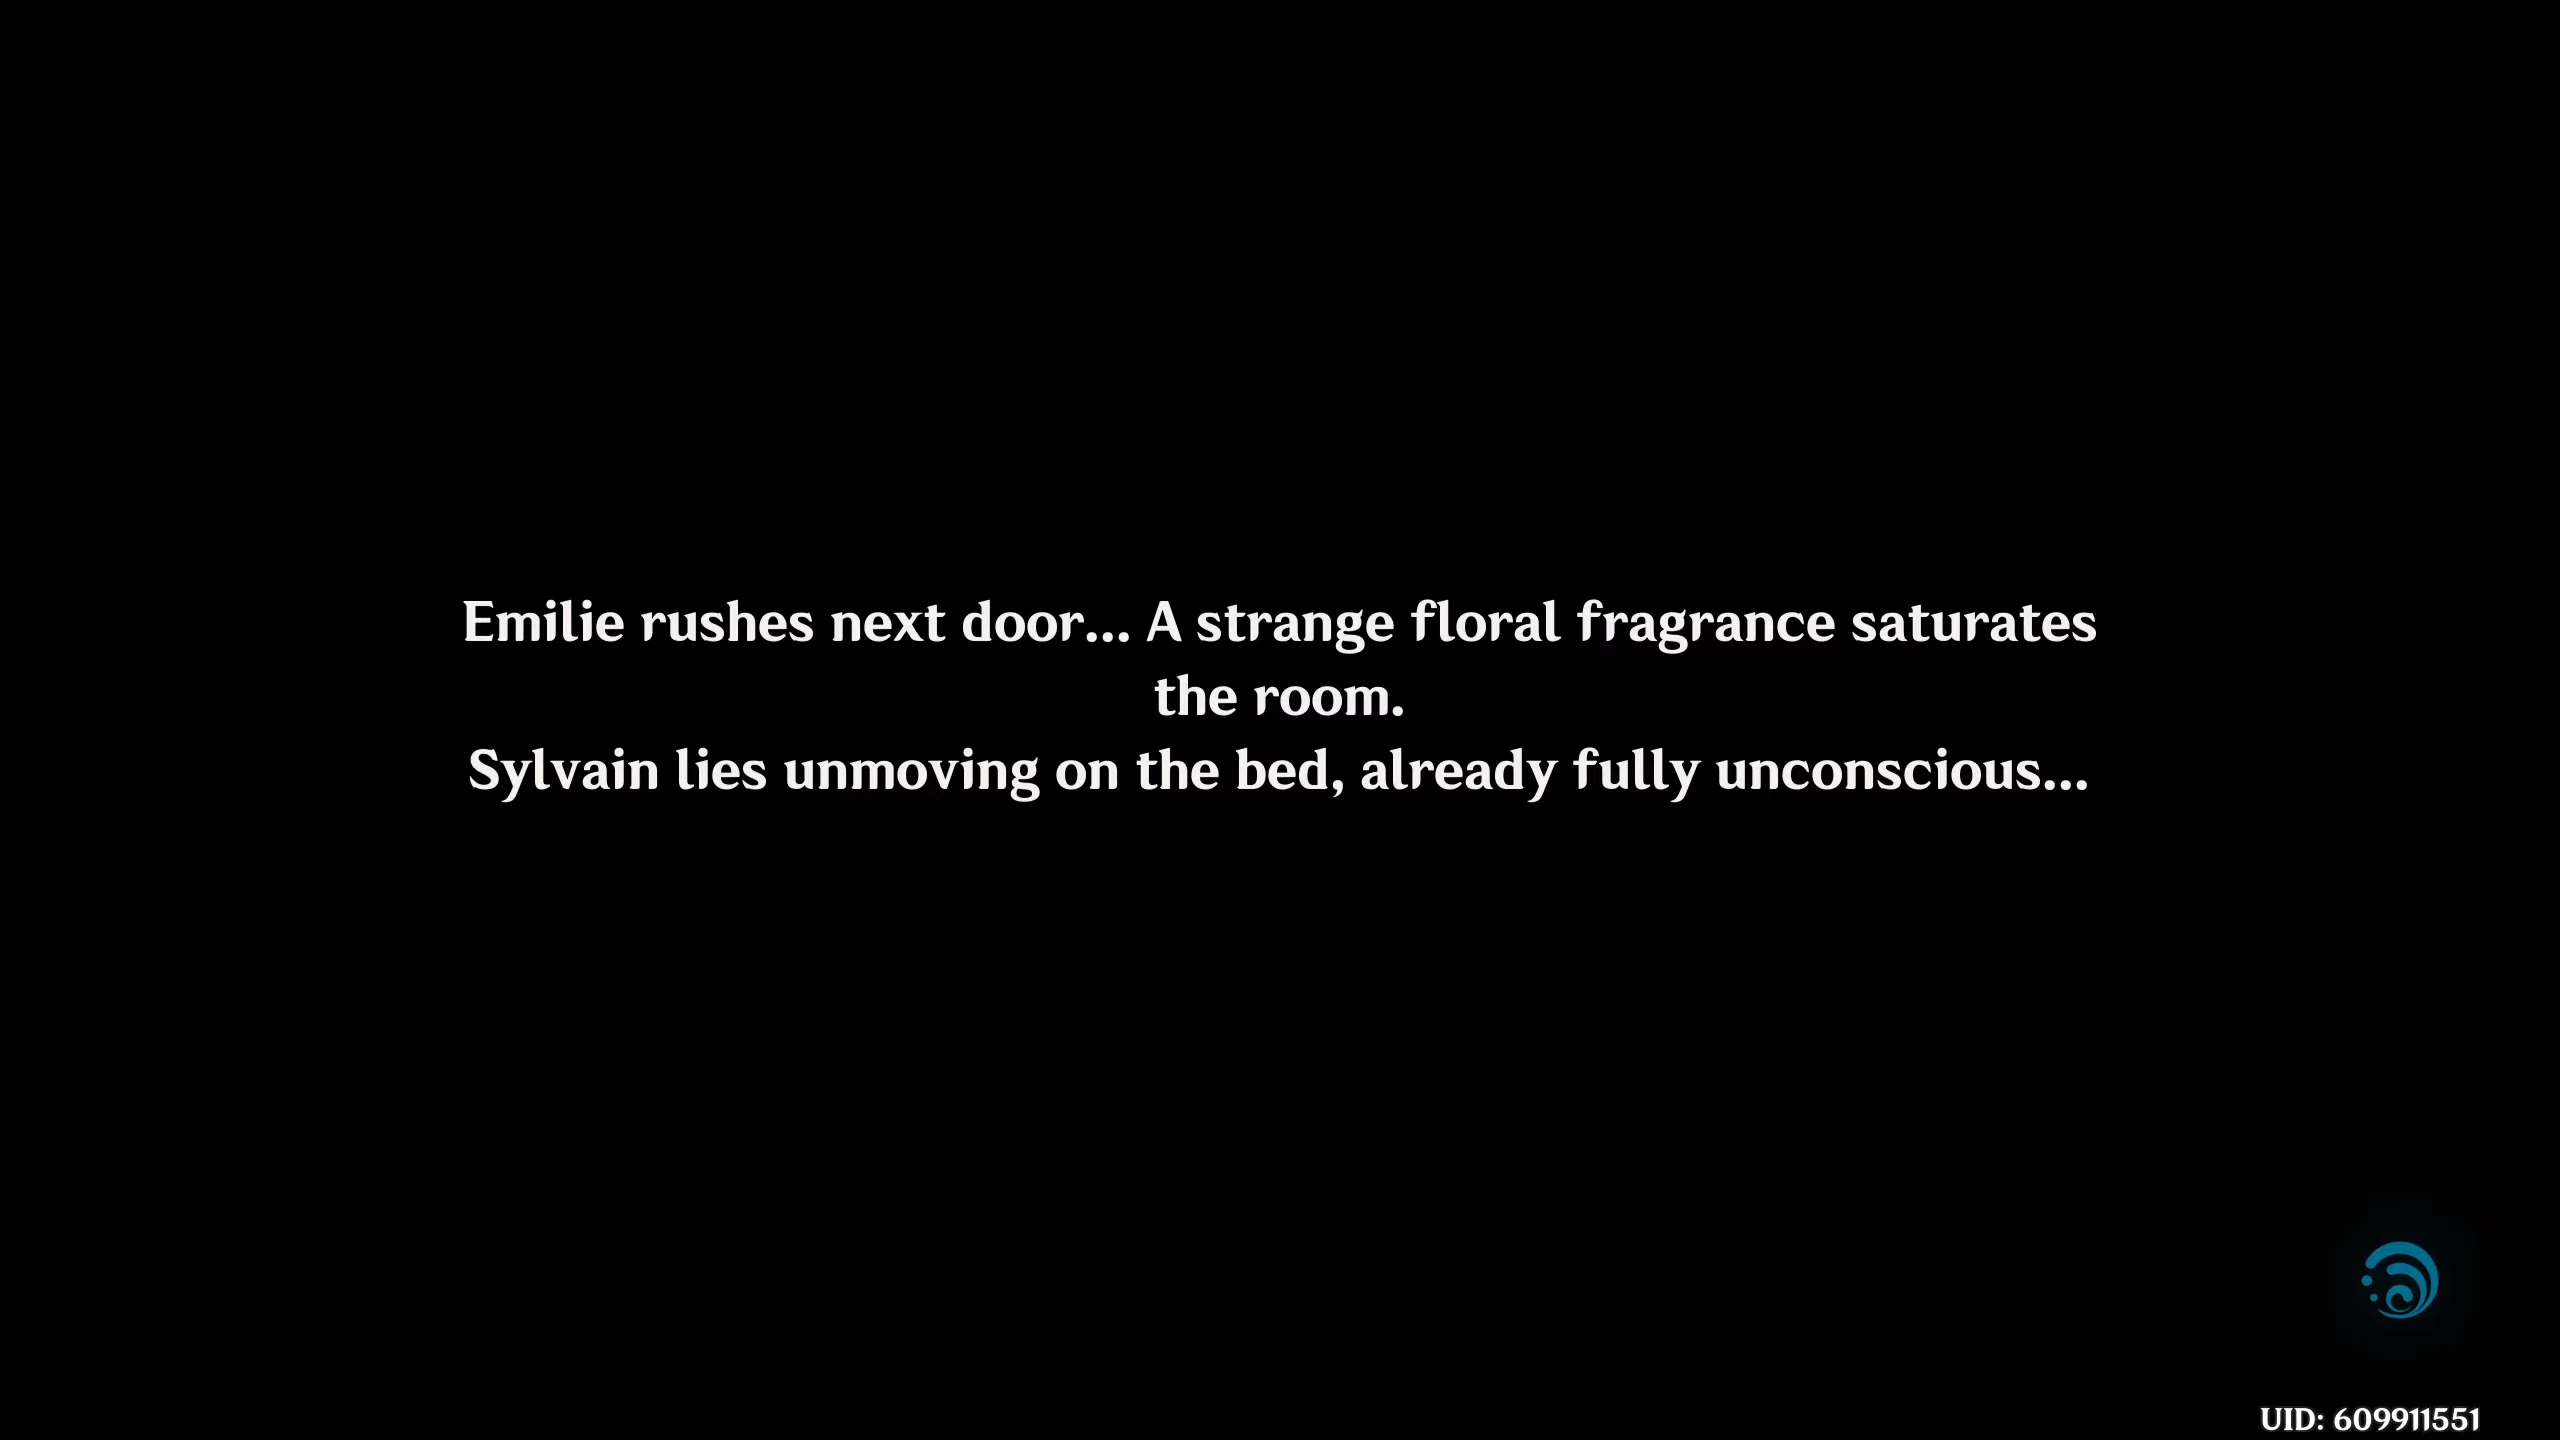 Emilie rushes next door... A strange floral fragrance saturates
the room.
Sylvain lies unmoving on the bed, already fully unconscious...
UID: 609911551